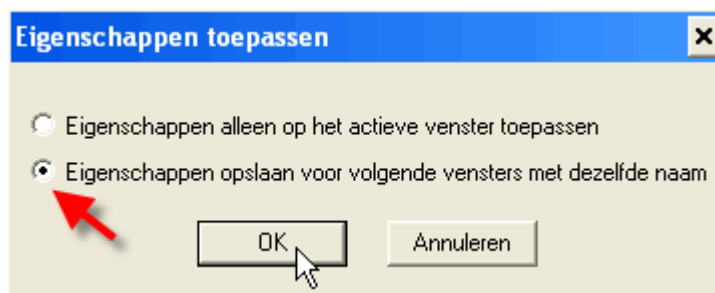 Eigenschappen toepassen
Eigenschappen alleen op het actieve venster toepassen
Eigenschappen opslaan voor volgende vensters met dezelfde naam
OK Annuleren